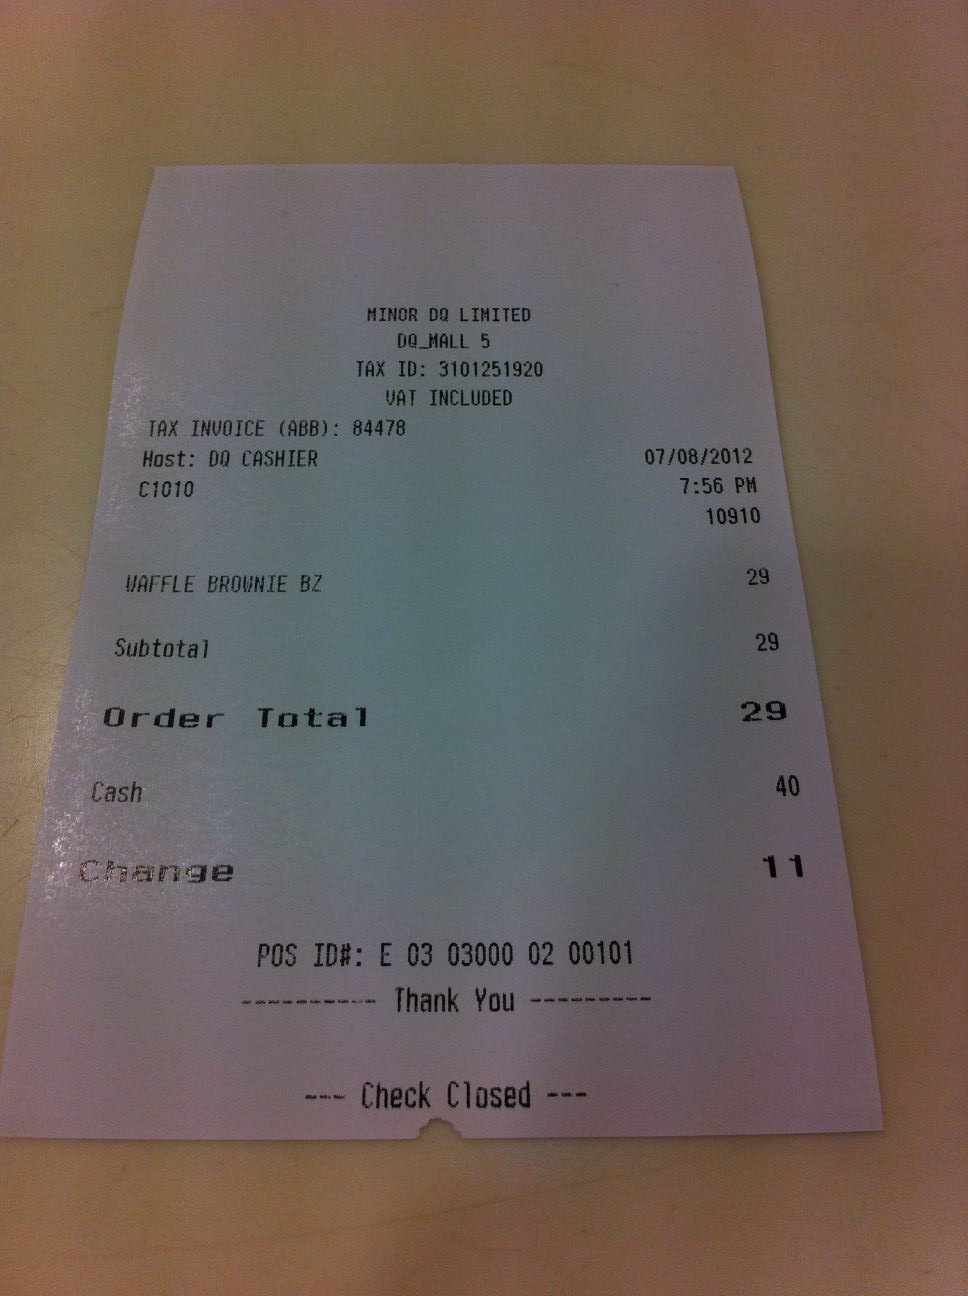 MINOR DQ LIMITED
DQ_MALL 5
TAX ID: 3101251920
VAT INCLUDED
TAX INVOICE (ABB): 84478
Host: DQ CASHIER 07/08/2012
C1010 7:56 PM
10910
WAFFLE BROWNIE BZ 29
Subtotal 29
Order Total 29
Cash 40
Change 11
POS ID#: E 03 03000 02 00101
---------- Thank You ---------
--- Check Closed ---